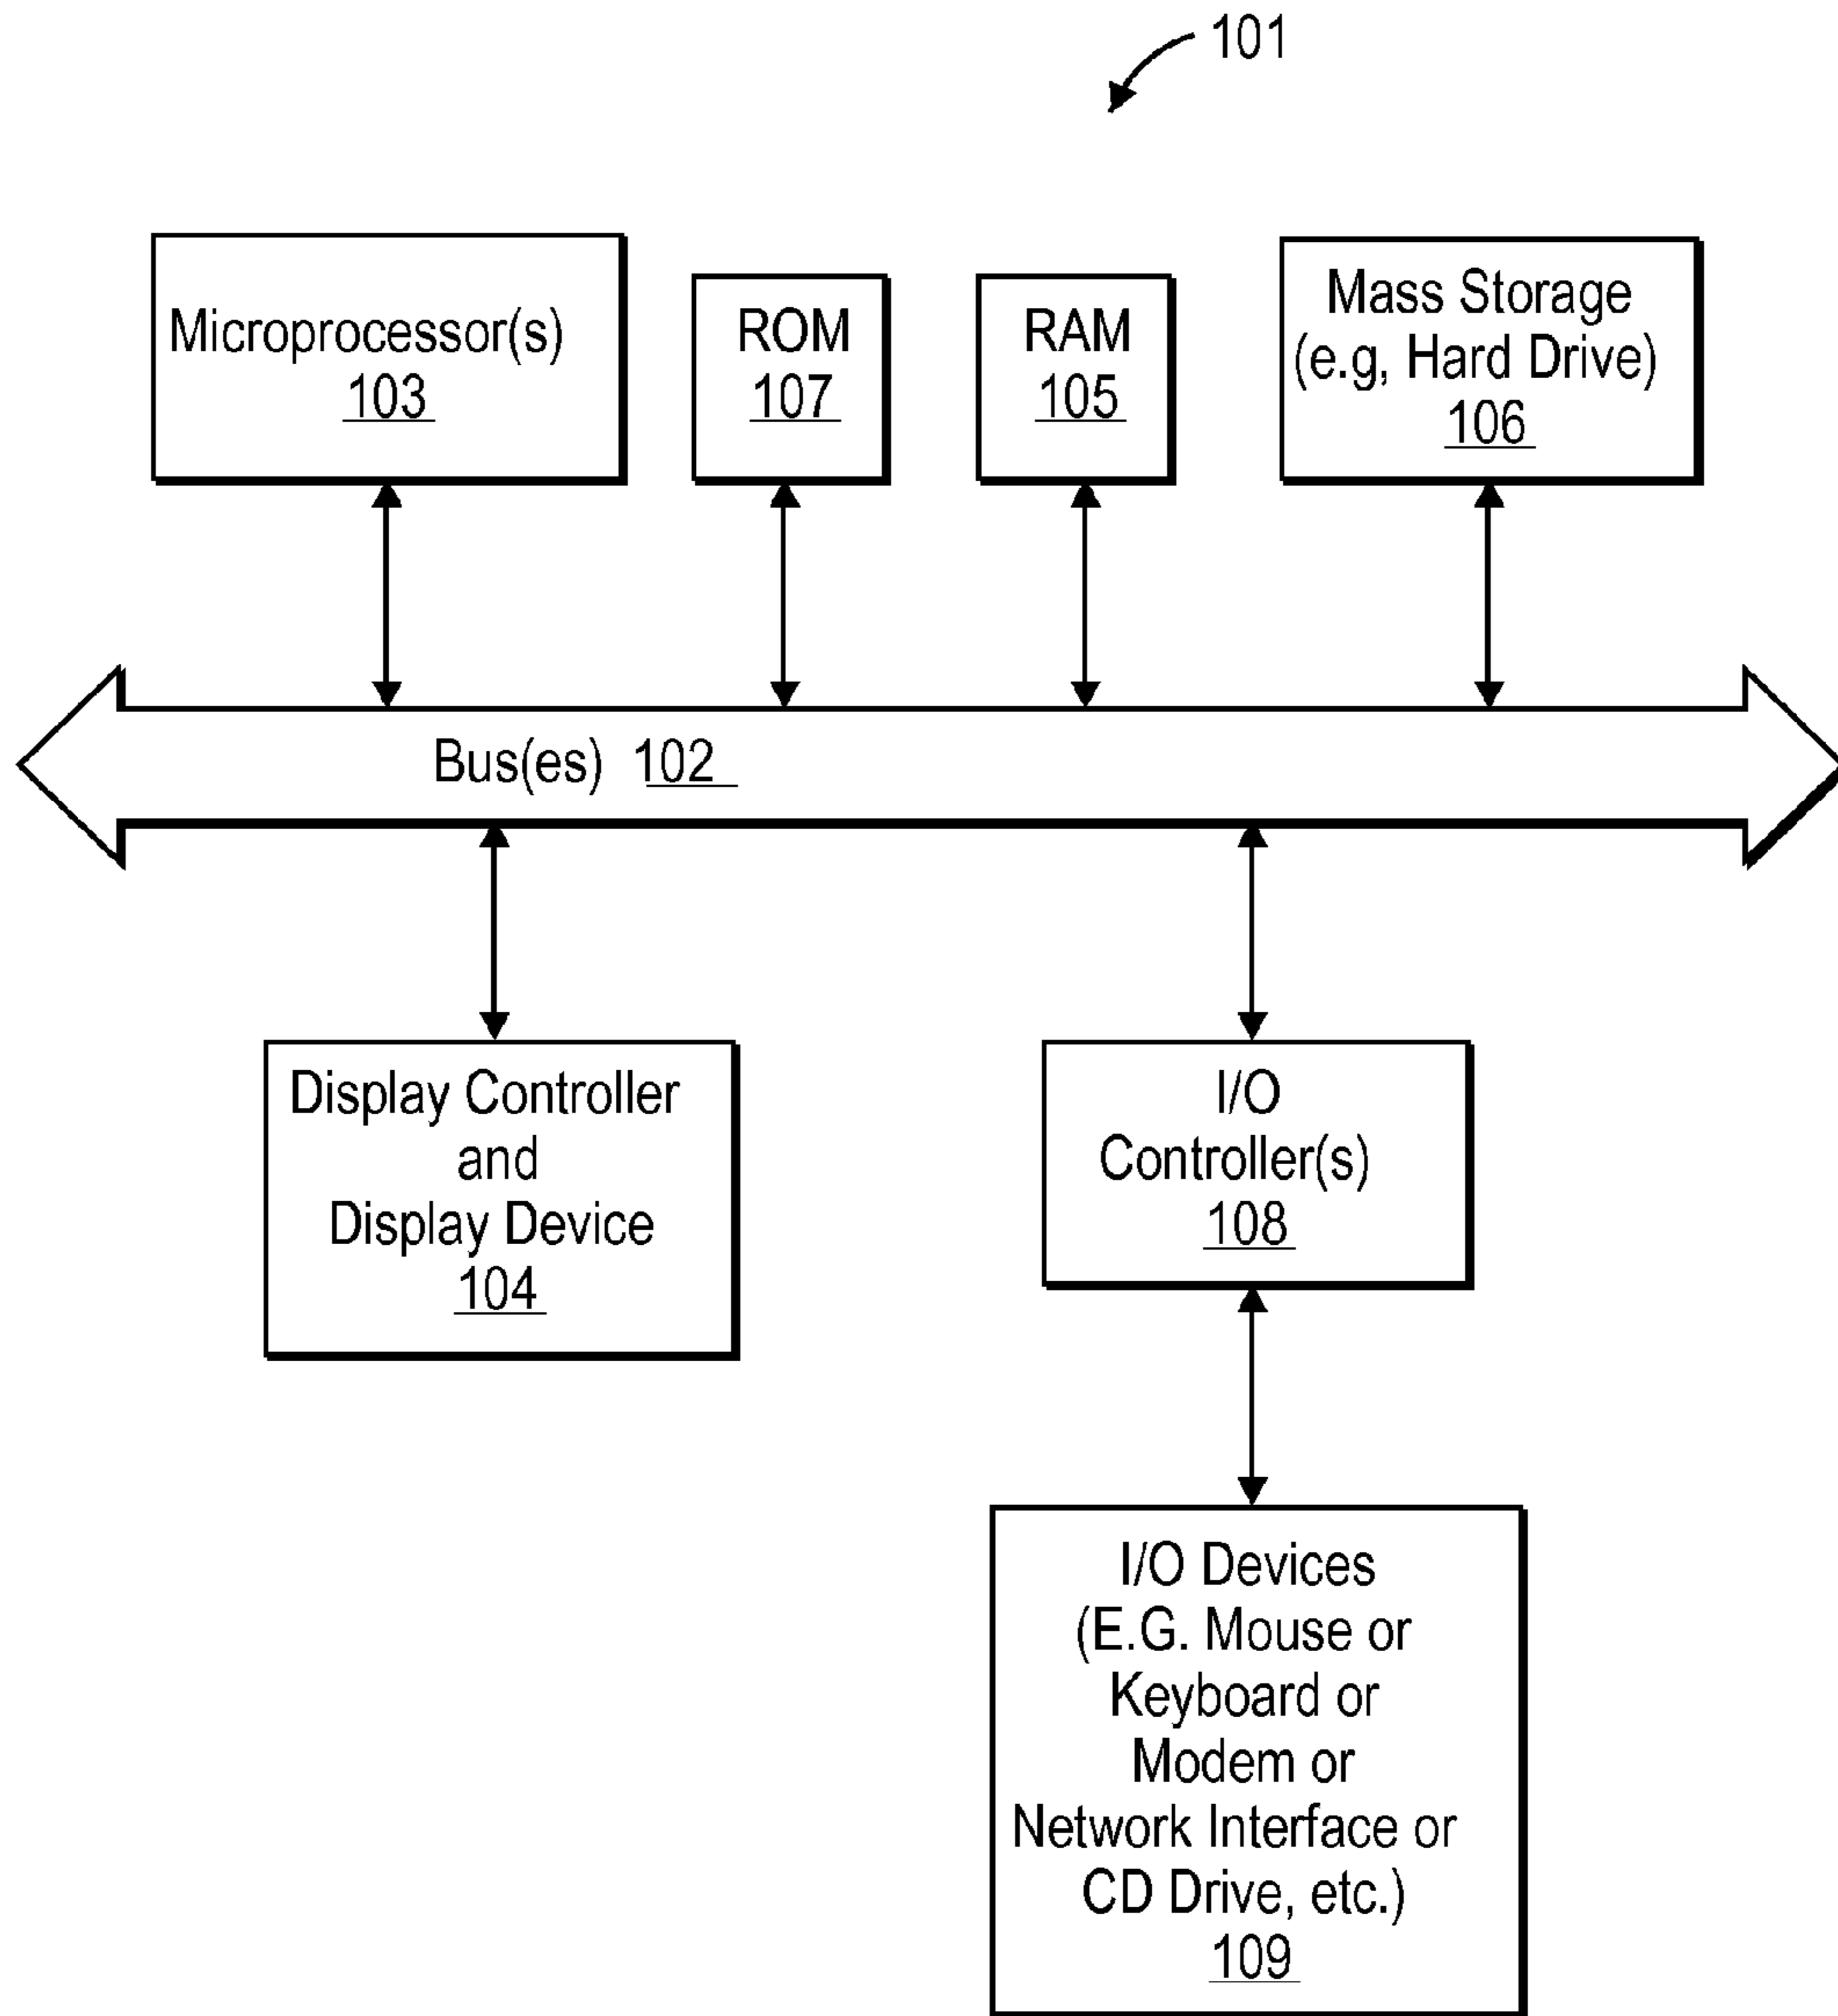 101
Microprocessor(s)
103
ROM
107
RAM
105
Mass Storage
(e.g, Hard Drive)
106
Bus(es) 102
Display Controller
and
Display Device
104
I/O
Controller(s)
108
I/O Devices
(E.G. Mouse or
Keyboard or
Modem or
Network Interface or
CD Drive, etc.)
109